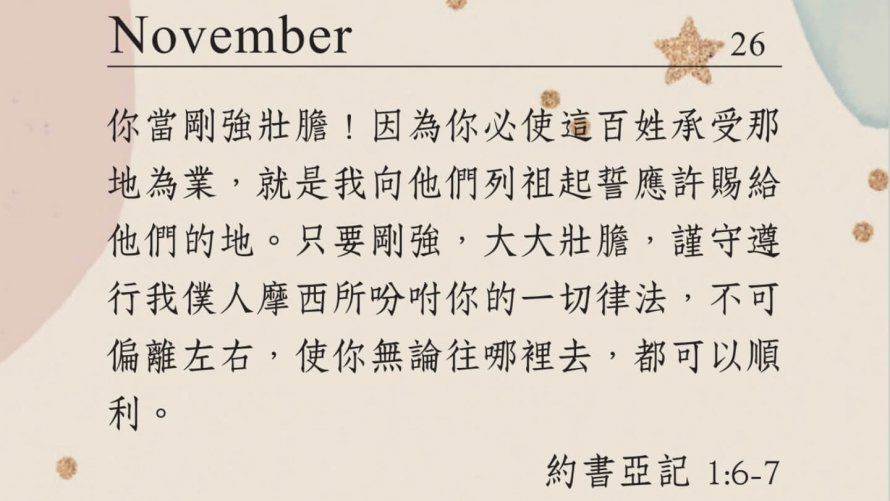 November
26
你當剛強壯膽！因為你必使這百姓承受那
地為業，就是我向他們列祖起誓應許賜給
他們的地。只要剛強，大大壯膽，謹守遵
行我僕人摩西所吩咐你的一切律法，不可
偏離左右，使你無論往哪裡去，都可以順
利。
約書亞記 1:6-7